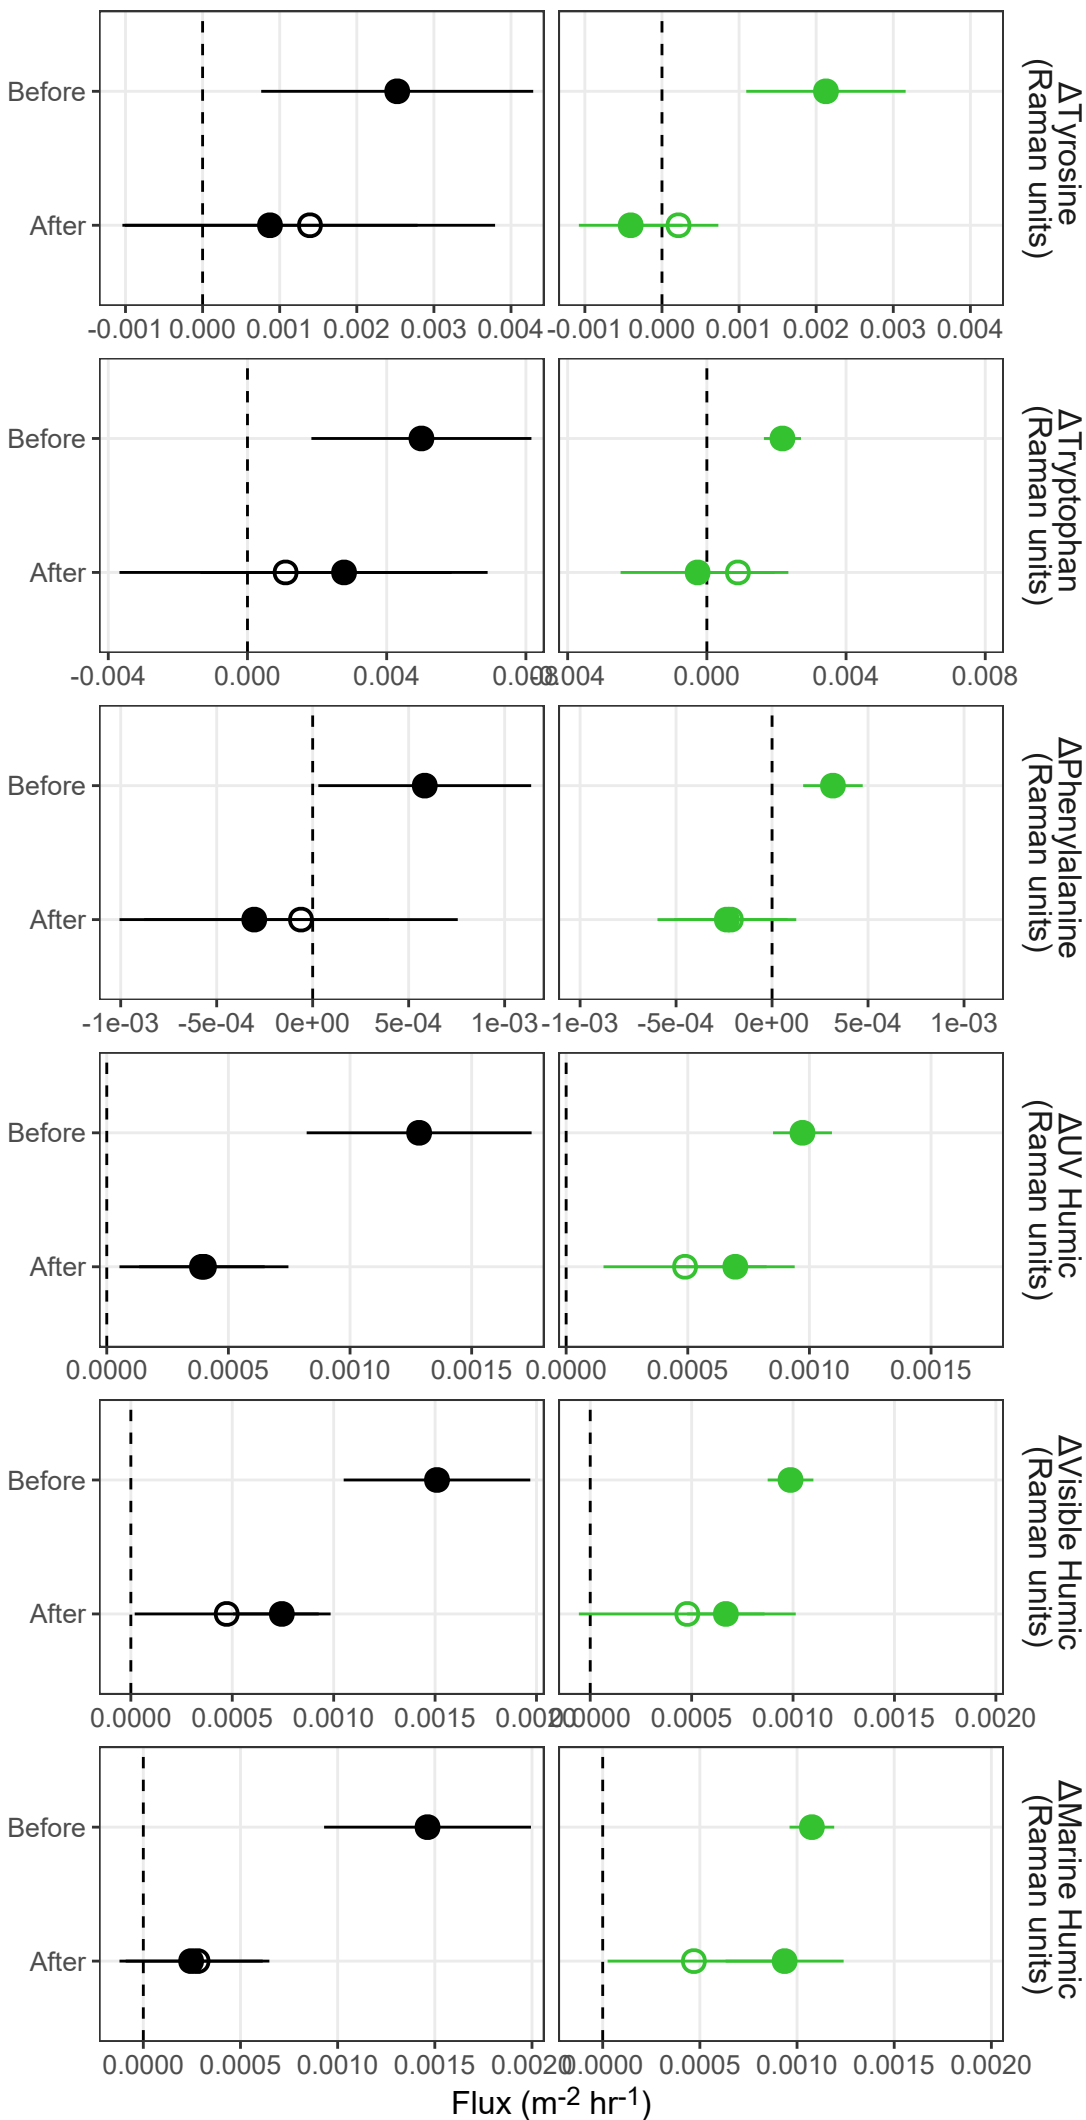 Before
After
-0.001 0.000 0.001 0.002 0.003 0.004 -0.001 0.000 0.001 0.002 0.003 0.004
ΔTyrosine
(Raman units)
Before
After
-0.004 0.000 0.004 0.008 -0.004 0.000 0.004 0.008
ΔTryptophan
(Raman units)
Before
After
-1e-03 -5e-04 0e+00 5e-04 1e-03 -1e-03 -5e-04 0e+00 5e-04 1e-03
ΔPhenylalanine
(Raman units)
Before
After
0.0000 0.0005 0.0010 0.0015 0.0000 0.0005 0.0010 0.0015
ΔUV Humic
(Raman units)
Before
After
0.0000 0.0005 0.0010 0.0015 0.0020 0.0000 0.0005 0.0010 0.0015 0.0020
ΔVisible Humic
(Raman units)
Before
After
0.0000 0.0005 0.0010 0.0015 0.0020 0.0000 0.0005 0.0010 0.0015 0.0020
ΔMarine Humic
(Raman units)
Flux (m⁻² hr⁻¹)